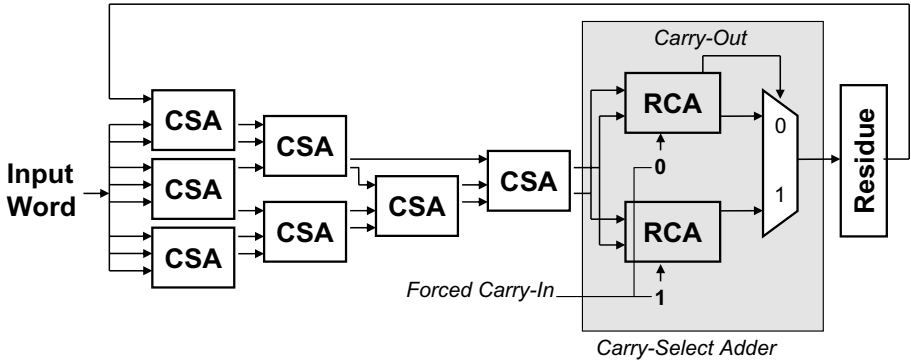 Carry-Out
CSA
RCA
0
CSA
Input
Word
CSA
CSA
0
CSA
CSA
CSA
1
Residue
CSA
RCA
Forced Carry-In
1
Carry-Select Adder